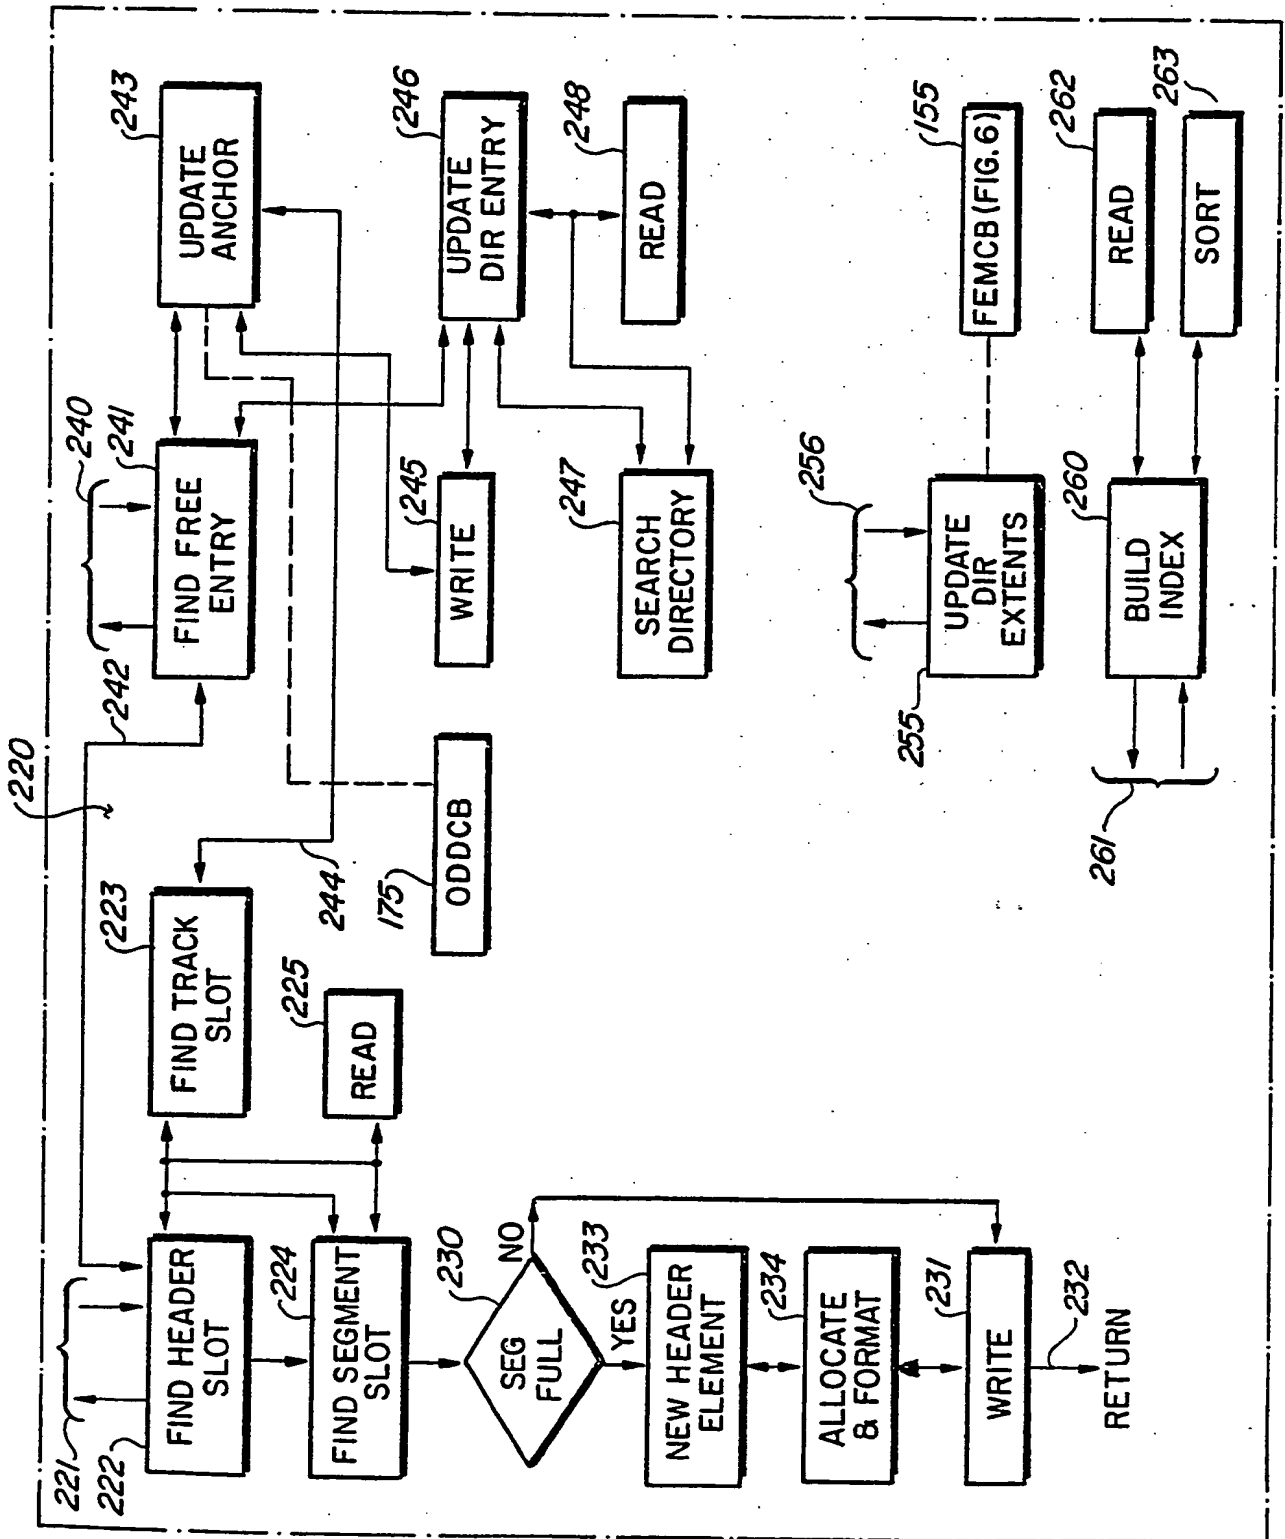 220
221
222
FIND HEADER
SLOT
224
FIND SEGMENT
SLOT
230
SEG
FULL
NO
YES
233
NEW HEADER
ELEMENT
234
ALLOCATE
& FORMAT
231
WRITE
232
RETURN
223
FIND TRACK
SLOT
225
READ
244
175
ODDCB
242
240
241
FIND FREE
ENTRY
245
WRITE
247
SEARCH
DIRECTORY
243
UPDATE
ANCHOR
246
UPDATE
DIR ENTRY
248
READ
256
255
UPDATE
DIR
EXTENTS
155
FEMCB (FIG. 6)
261
260
BUILD
INDEX
262
READ
263
SORT